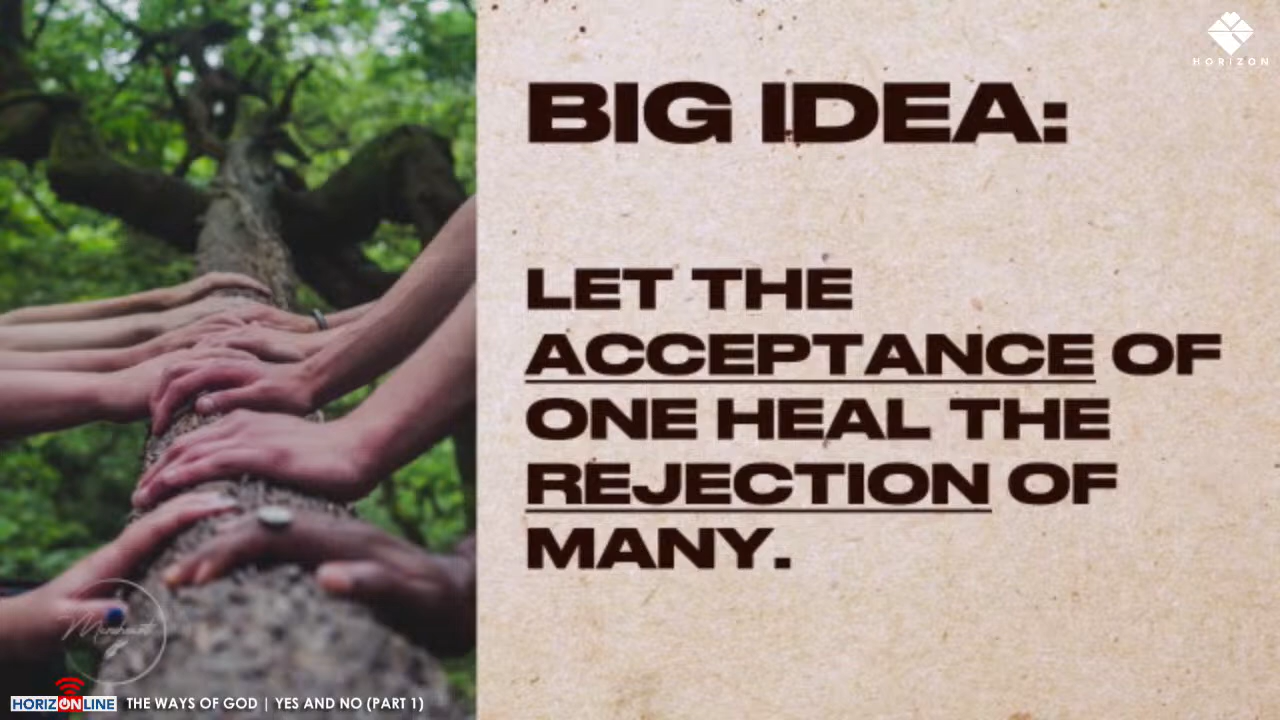 HORIZON
BIG IDEA:
LET THE
ACCEPTANCE OF
ONE HEAL THE
REJECTION OF
MANY.
HORIZONLINE THE WAYS OF GOD | YES AND NO (PART 1)